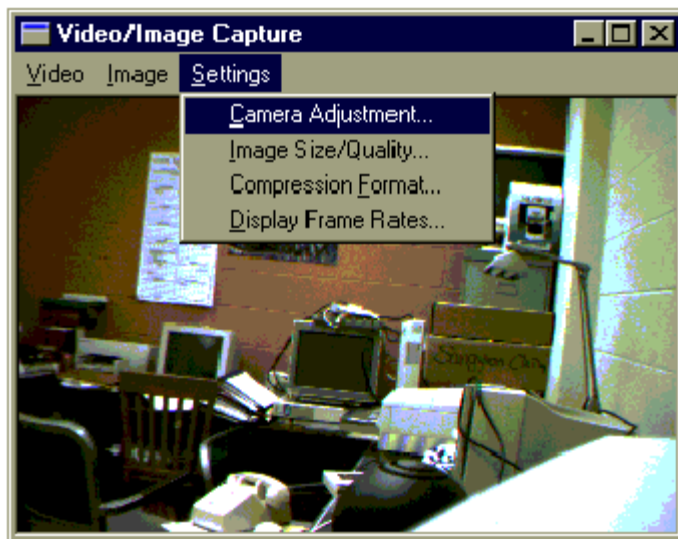 Video/Image Capture
Video Image Settings
Camera Adjustment...
Image Size/Quality...
Compression Format...
Display Frame Rates...